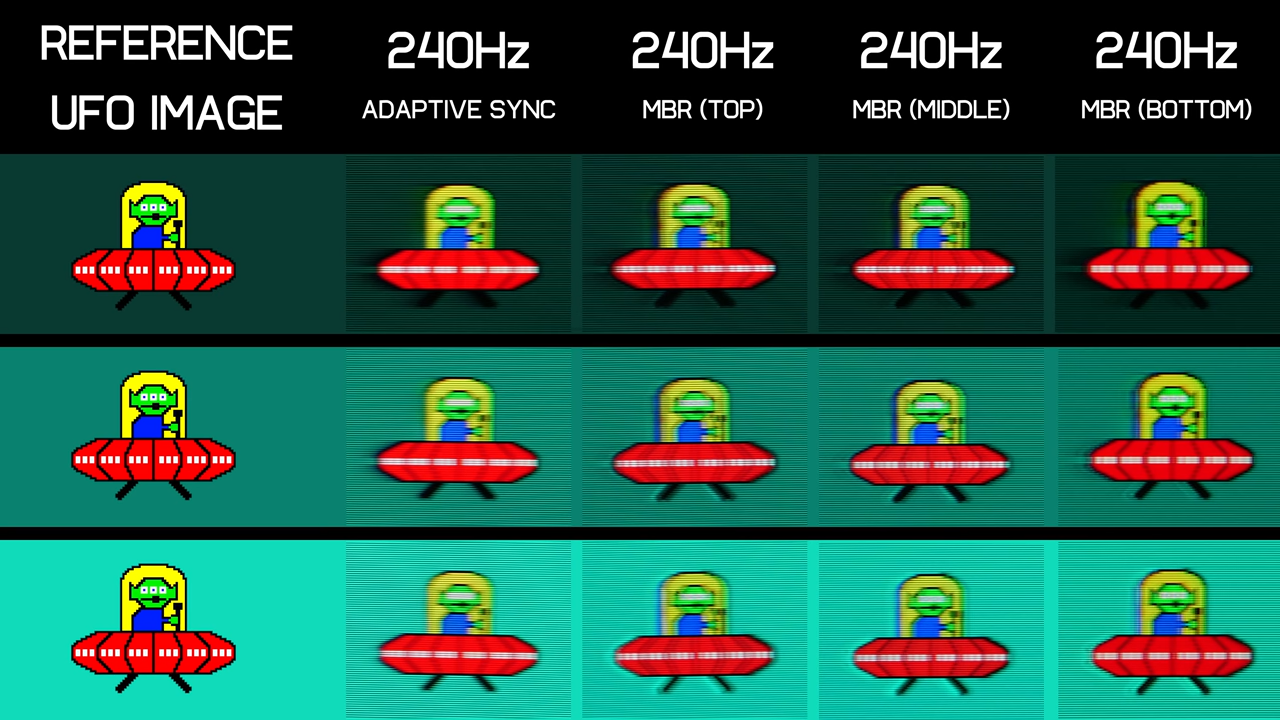 REFERENCE
UFO IMAGE
240Hz
ADAPTIVE SYNC
240Hz
MBR (TOP)
240Hz
MBR (MIDDLE)
240Hz
MBR (BOTTOM)